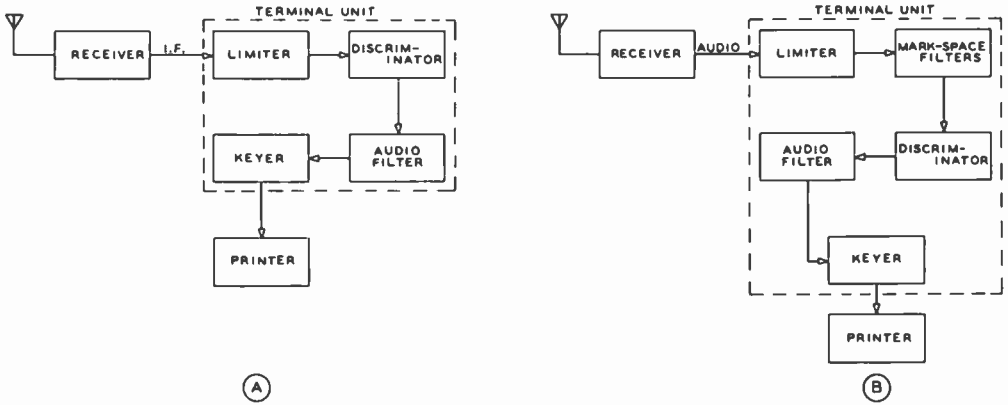 TERMINAL UNIT
RECEIVER
I.F.
LIMITER
DISCRIM-
INATOR
KEYER
AUDIO
FILTER
PRINTER
A
TERMINAL UNIT
RECEIVER
AUDIO
LIMITER
MARK-SPACE
FILTERS
AUDIO
FILTER
DISCRIM-
INATOR
KEYER
PRINTER
B